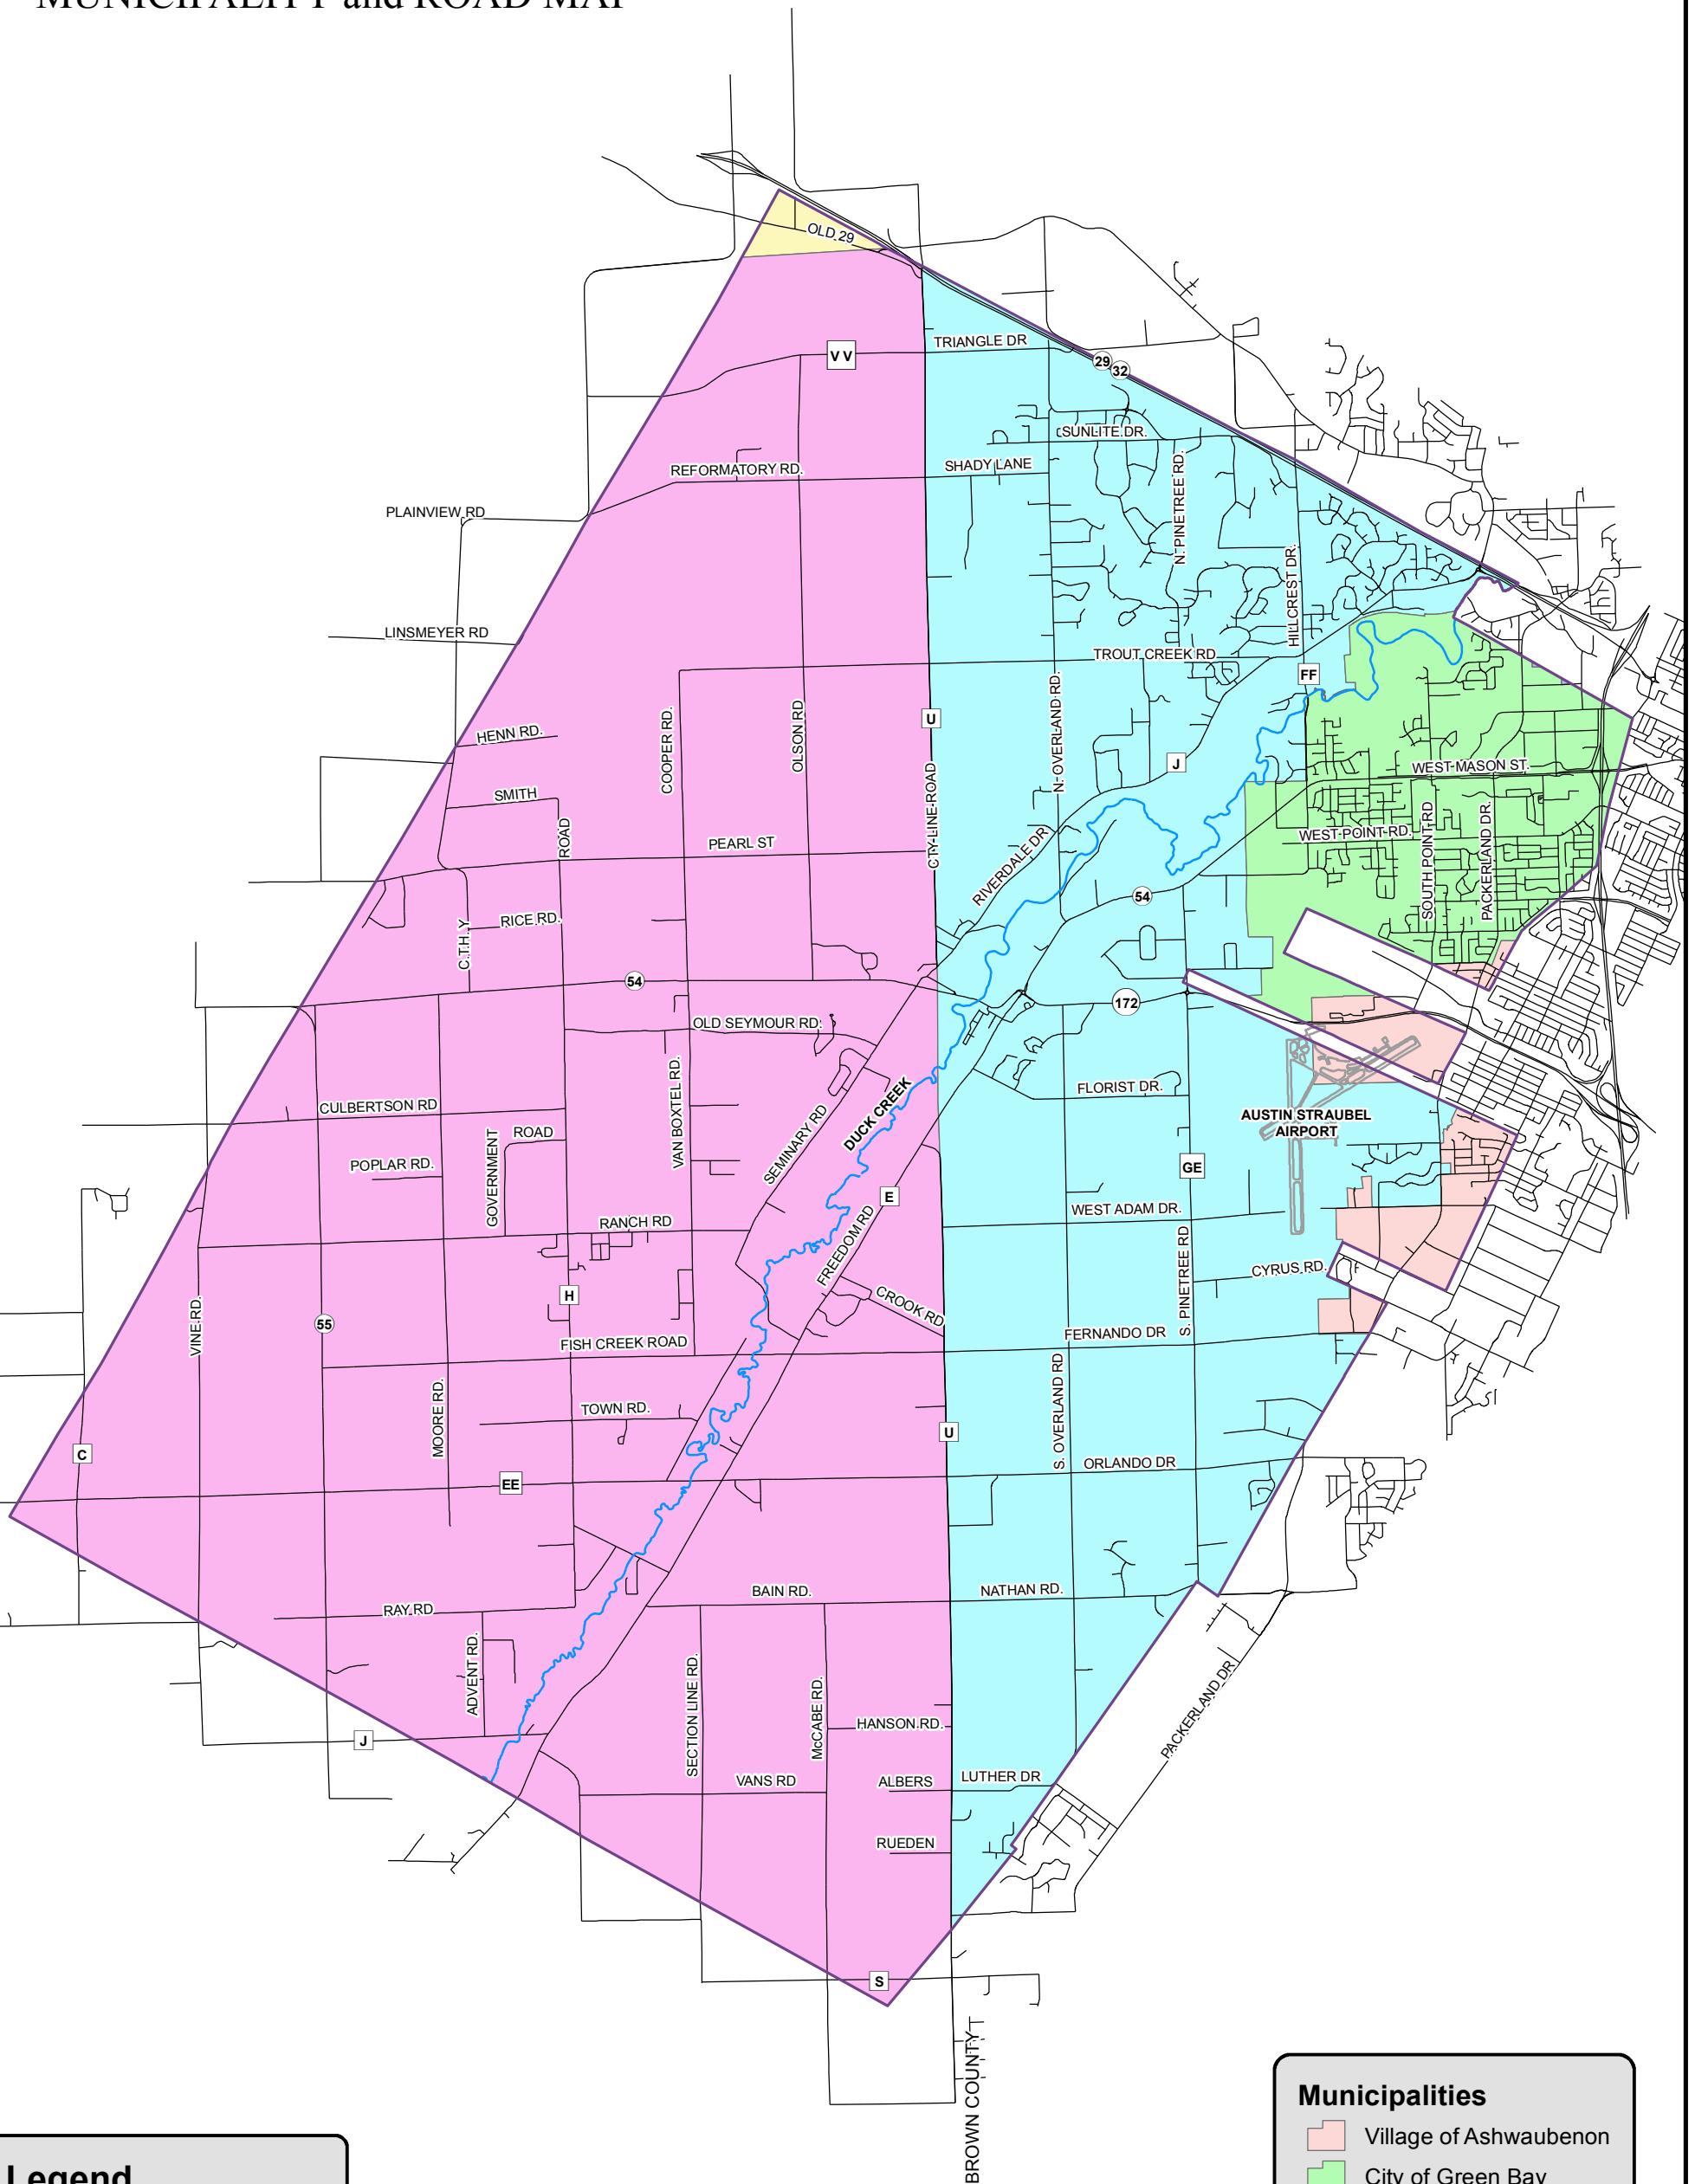 MUNICIPALITY and ROAD MAP
OLD 29
V V
TRIANGLE DR
29
32
SUNLITE DR.
REFORMATORY RD.
SHADY LANE
N. PINETREE RD.
PLAINVIEW RD
HILLCREST DR.
LINSMEYER RD
TROUT CREEK RD
FF
U
COOPER RD.
OLSON RD
N. OVERLAND RD.
HENN RD.
J
WEST MASON ST.
SMITH
ROAD
CTY-LINE-ROAD
PEARL ST
WEST POINT RD.
SOUTH POINT RD
PACKERLAND DR.
RIVERDALE DR
54
RICE RD.
C.T.H. Y
54
172
OLD SEYMOUR RD.
VAN BOXTEL RD.
FLORIST DR.
DUCK CREEK
CULBERTSON RD
AUSTIN STRAUBEL
AIRPORT
SEMINARY RD
ROAD
GOVERNMENT
POPLAR RD.
GE
E
RANCH RD
WEST ADAM DR.
FREEDOM RD
S. PINETREE RD
CYRUS RD.
H
CROOK RD
VINE RD.
55
FERNANDO DR
FISH CREEK ROAD
S. OVERLAND RD
MOORE RD.
TOWN RD.
U
C
ORLANDO DR
EE
BAIN RD.
NATHAN RD.
RAY RD
ADVENT RD.
SECTION LINE RD.
McCABE RD.
PACKERLAND DR
HANSON RD.
J
VANS RD
ALBERS
LUTHER DR
RUEDEN
S
BROWN COUNTY
Municipalities
Village of Ashwaubenon
City of Green Bay
Legend